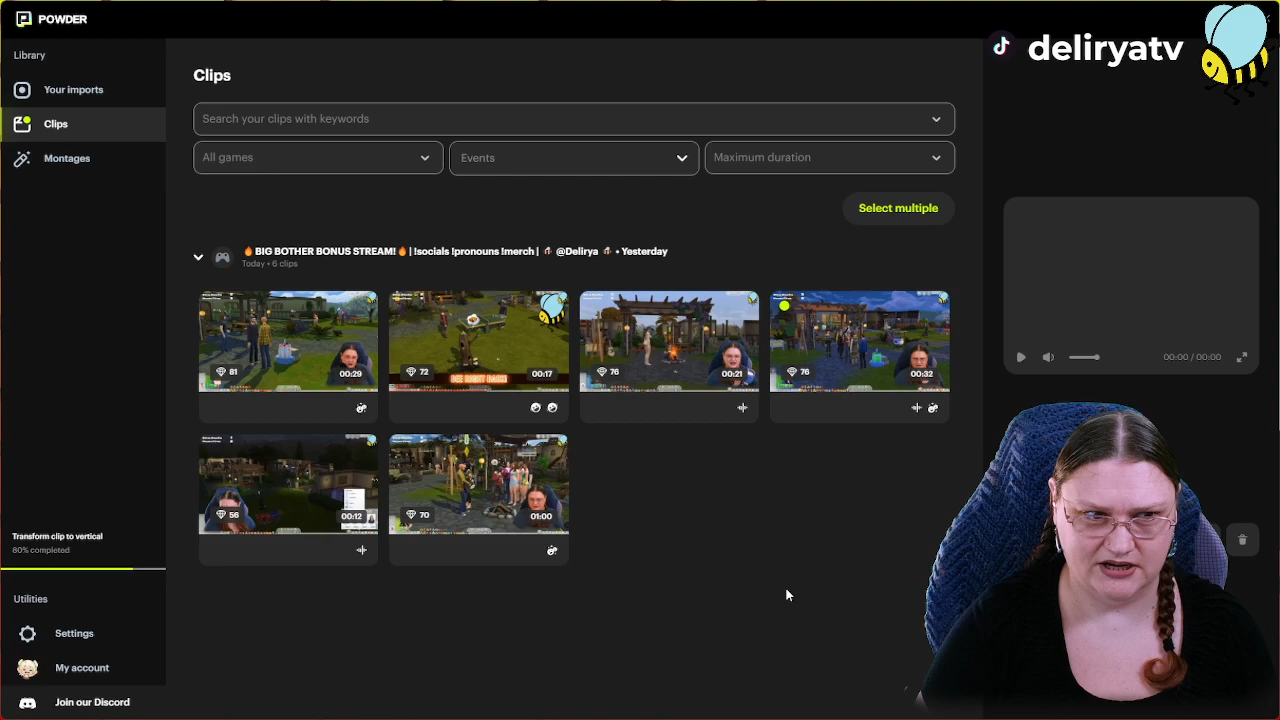 POWDER
deliryatv
Library
Your imports
Clips
Montages
Clips
Search your clips with keywords
All games
Events
Maximum duration
Select multiple
🔥BIG BOTHER BONUS STREAM!🔥| !socials !pronouns !merch | @Delirya • Yesterday
Today • 6 clips
81
00:29
72
00:17
BEE RIGHT BACK!
76
00:21
76
00:32
56
00:12
70
01:00
00:00 / 00:00
Transform clip to vertical
80% completed
Utilities
Settings
My account
Join our Discord